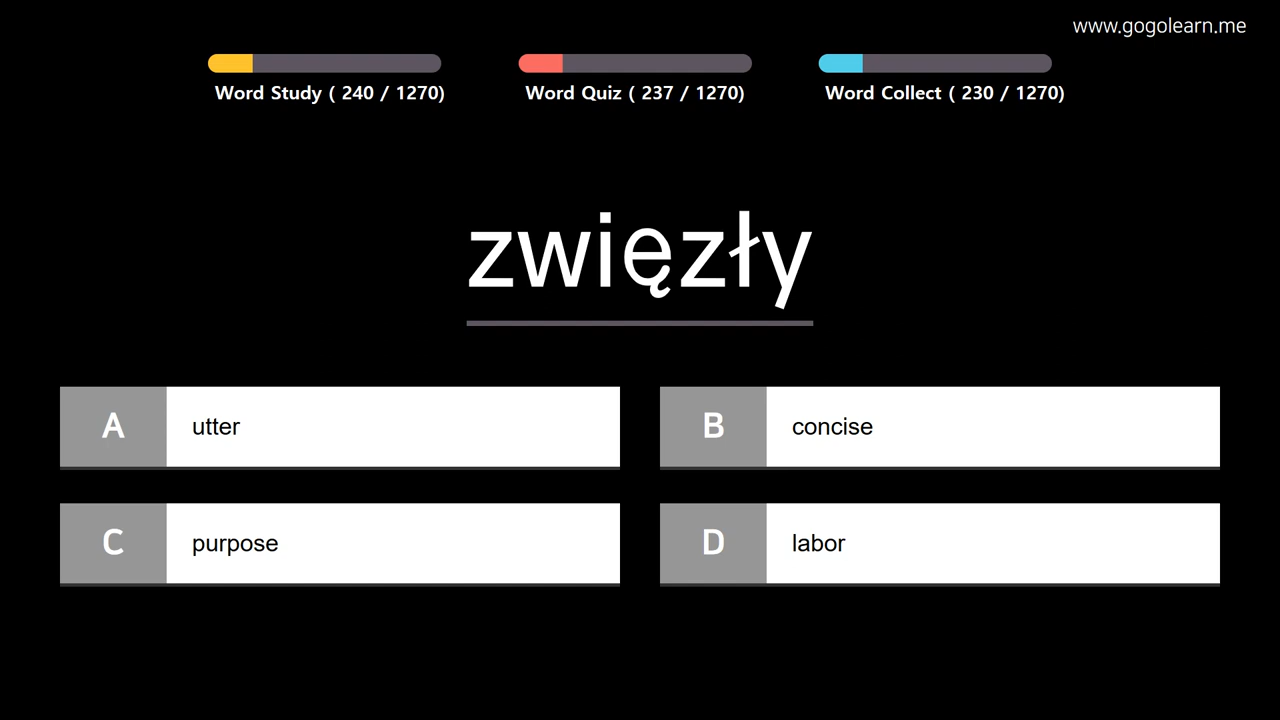 www.gogolearn.me
Word Study ( 240 / 1270)
Word Quiz ( 237 / 1270)
Word Collect ( 230 / 1270)
zwięzły
A utter
B concise
C purpose
D labor